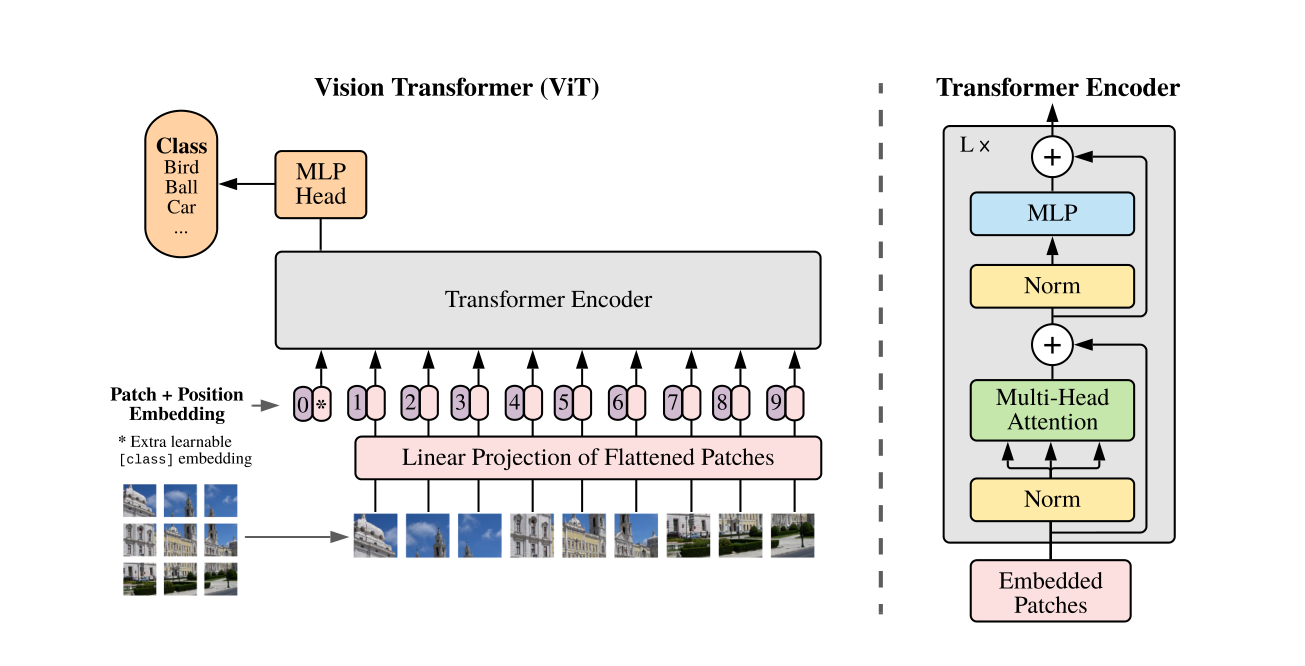 Vision Transformer (ViT)
Class
Bird
Ball
Car
...
MLP
Head
Transformer Encoder
Patch + Position
Embedding
0 * 1 2 3 4 5 6 7 8 9
* Extra learnable
[class] embedding
Linear Projection of Flattened Patches
Transformer Encoder
L ×
+
MLP
Norm
+
Multi-Head
Attention
Norm
Embedded
Patches